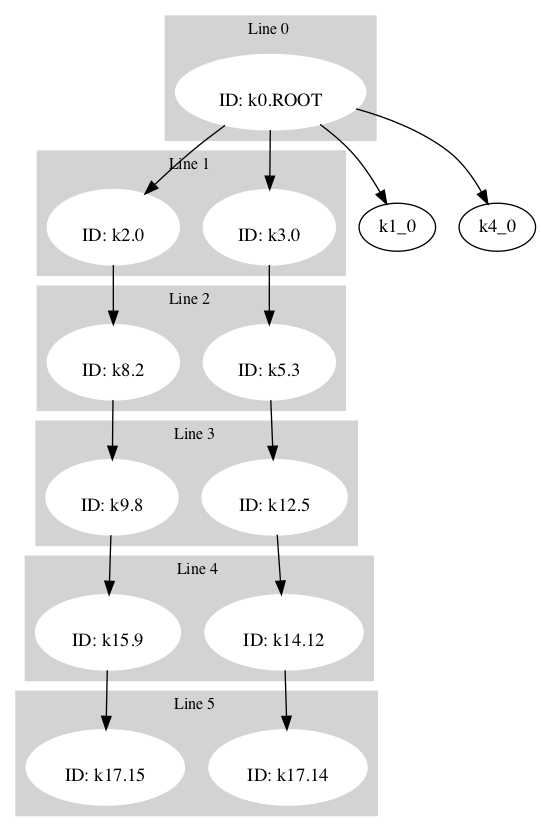 Line 0
ID: k0.ROOT
Line 1
ID: k2.0
ID: k3.0
k1_0
k4_0
Line 2
ID: k8.2
ID: k5.3
Line 3
ID: k9.8
ID: k12.5
Line 4
ID: k15.9
ID: k14.12
Line 5
ID: k17.15
ID: k17.14